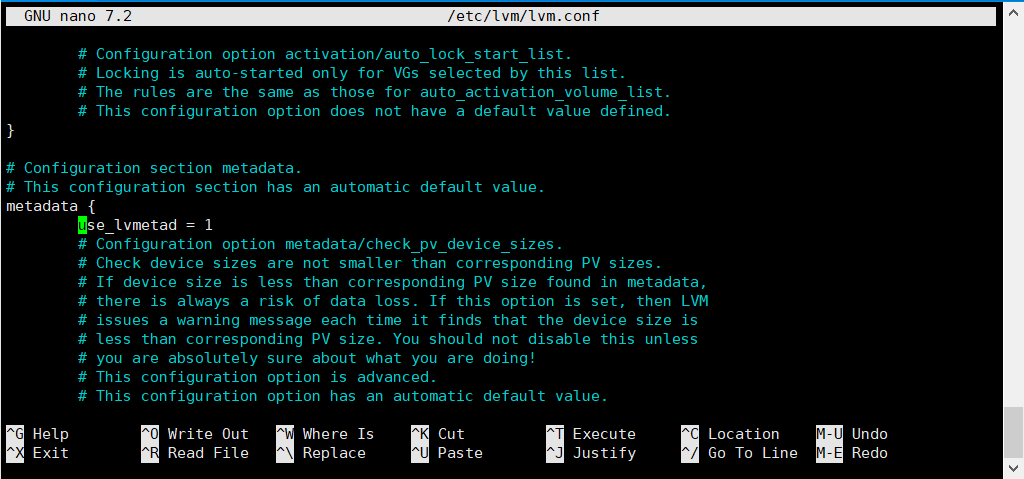 GNU nano 7.2 /etc/lvm/lvm.conf
# Configuration option activation/auto_lock_start_list.
# Locking is auto-started only for VGs selected by this list.
# The rules are the same as those for auto_activation_volume_list.
# This configuration option does not have a default value defined.
}
# Configuration section metadata.
# This configuration section has an automatic default value.
metadata {
use_lvmetad = 1
# Configuration option metadata/check_pv_device_sizes.
# Check device sizes are not smaller than corresponding PV sizes.
# If device size is less than corresponding PV size found in metadata,
# there is always a risk of data loss. If this option is set, then LVM
# issues a warning message each time it finds that the device size is
# less than corresponding PV size. You should not disable this unless
# you are absolutely sure about what you are doing!
# This configuration option is advanced.
# This configuration option has an automatic default value.
^G Help ^O Write Out ^W Where Is ^K Cut ^T Execute ^C Location M-U Undo
^X Exit ^R Read File ^\ Replace ^U Paste ^J Justify ^/ Go To Line M-E Redo